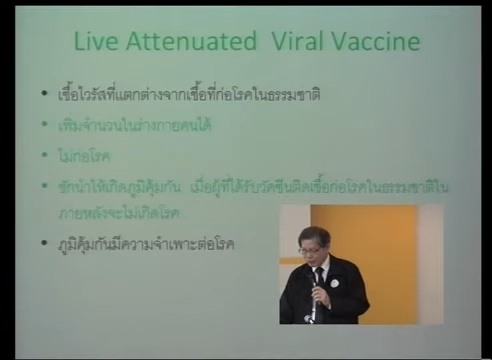 Live Attenuated Viral Vaccine
• เชื้อไวรัสที่แตกต่างจากเชื้อที่ก่อโรคในธรรมชาติ
• เพิ่มจำนวนในร่างกายคนได้
• ไม่ก่อโรค
• ชักนำให้เกิดภูมิคุ้มกัน เมื่อผู้ที่ได้รับวัคซีนติดเชื้อก่อโรคในธรรมชาติใน
ภายหลังจะไม่เกิดโรค
• ภูมิคุ้มกันมีความจำเพาะต่อโรค